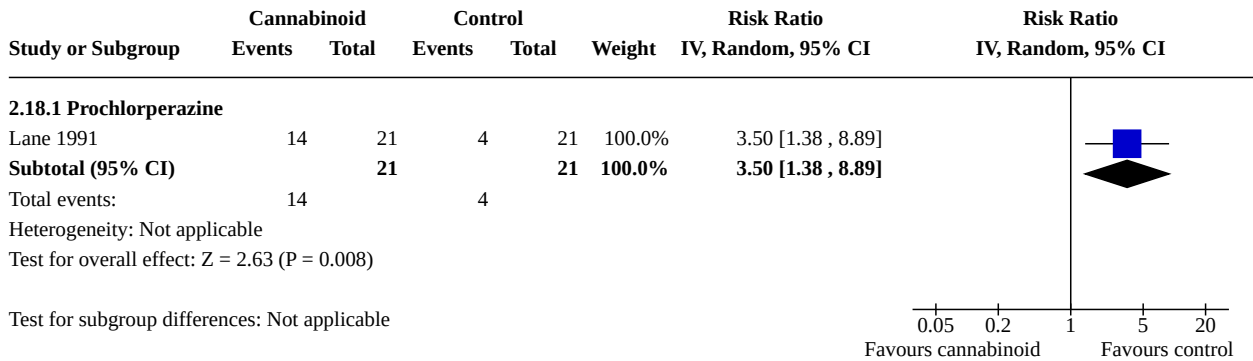 Cannabinoid Control Risk Ratio Risk Ratio
Study or Subgroup Events Total Events Total Weight IV, Random, 95% CI IV, Random, 95% CI
2.18.1 Prochlorperazine
Lane 1991 14 21 4 21 100.0% 3.50 [1.38 , 8.89]
Subtotal (95% CI) 21 21 100.0% 3.50 [1.38 , 8.89]
Total events: 14 4
Heterogeneity: Not applicable
Test for overall effect: Z = 2.63 (P = 0.008)
Test for subgroup differences: Not applicable
0.05 0.2 1 5 20
Favours cannabinoid Favours control